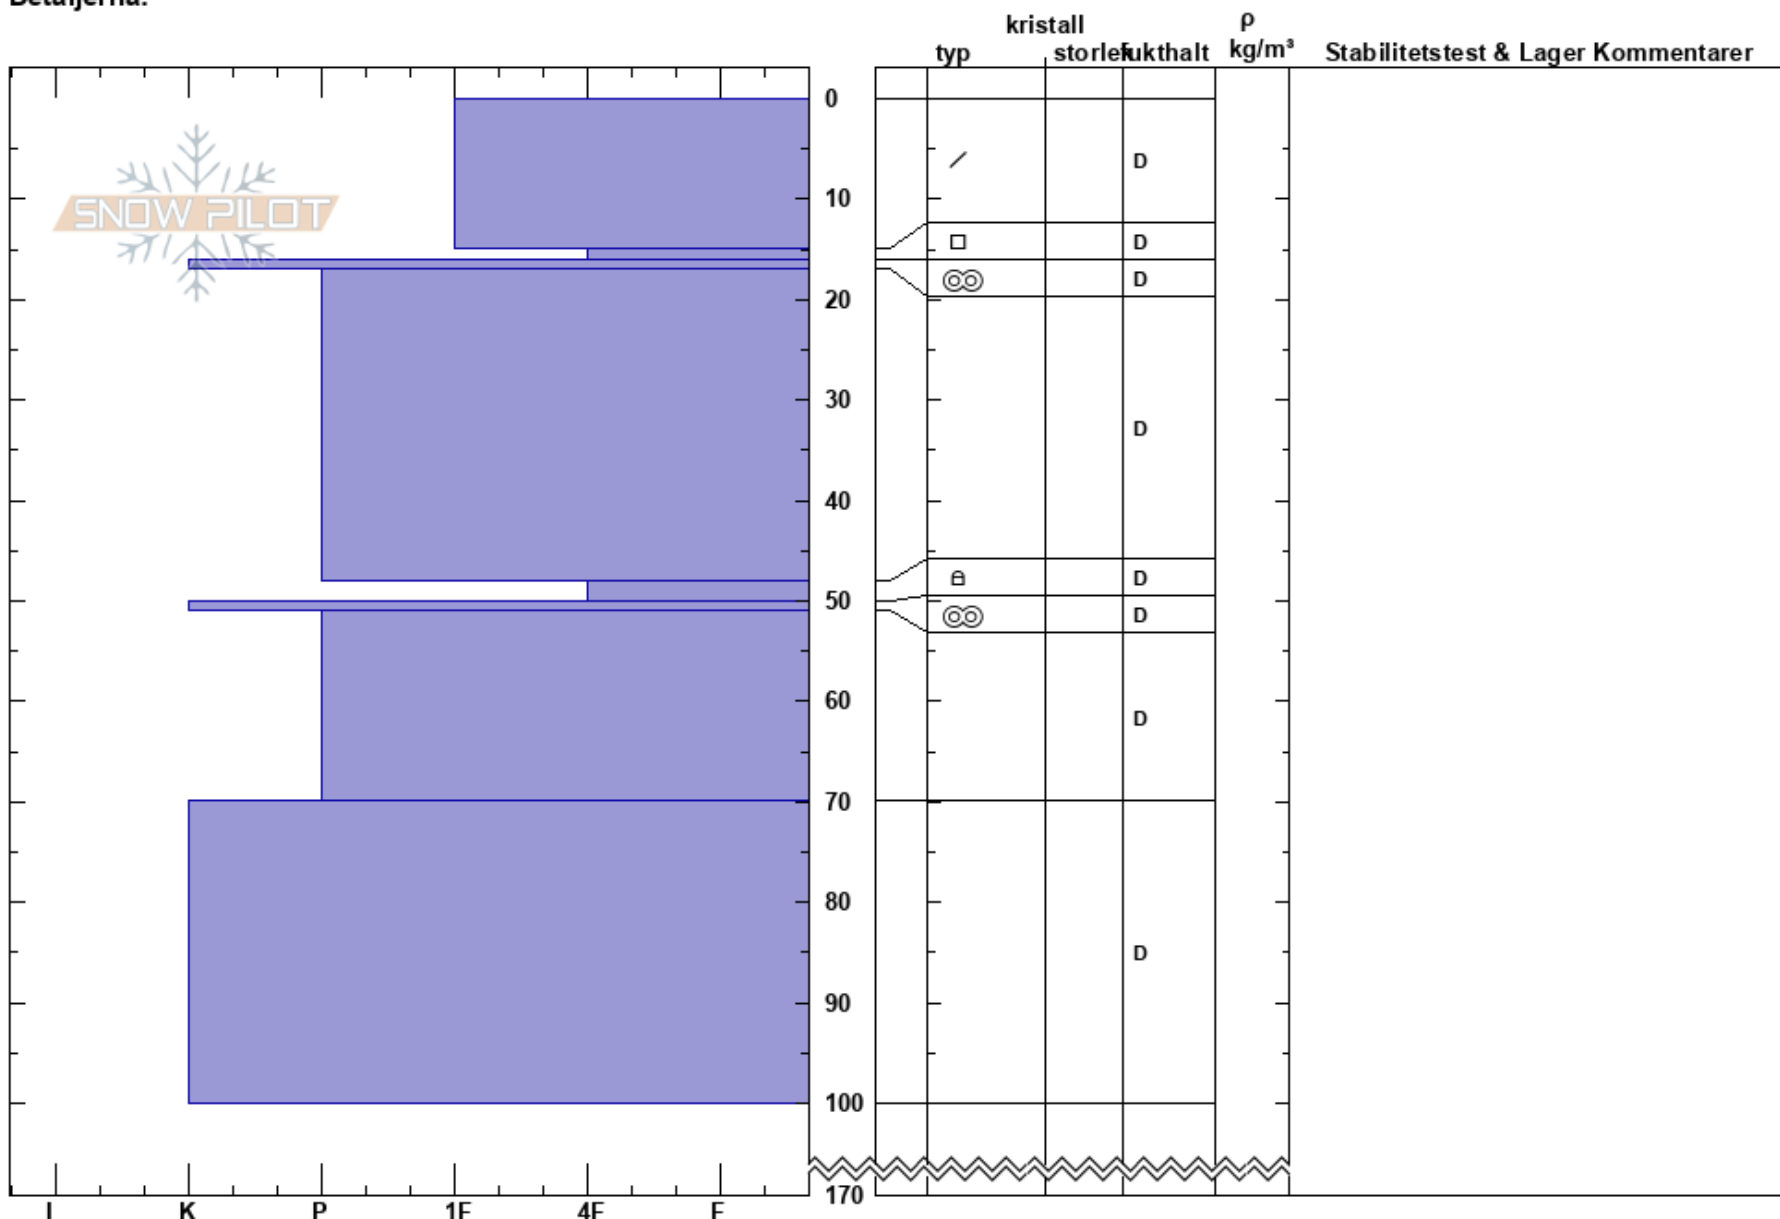 Detaljerna:
kristall
ρ
typ storlek fukthalt kg/m³ Stabilitetstest & Lager Kommentarer
0
D
SNOW PILOT
10
D
D
20
30
D
40
D
50
D
60
D
70
80
D
90
100
170
I K P 1F 4F F